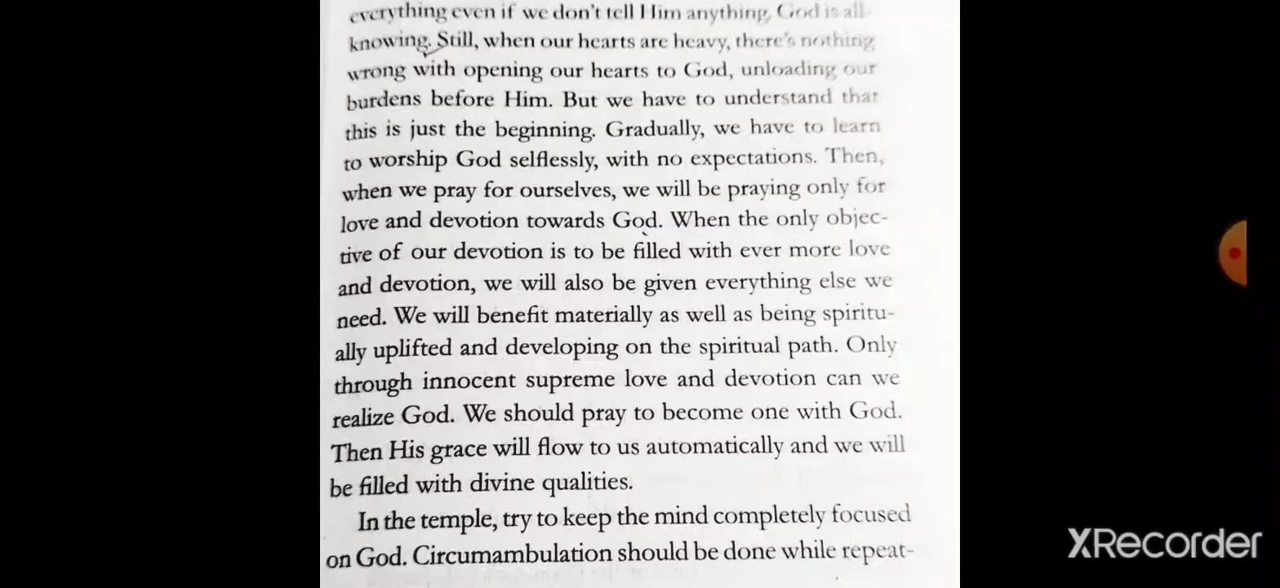 everything even if we don't tell Him anything, God is all
knowing. Still, when our hearts are heavy, there's nothing
wrong with opening our hearts to God, unloading our
burdens before Him. But we have to understand that
this is just the beginning. Gradually, we have to learn
to worship God selflessly, with no expectations. Then,
when we pray for ourselves, we will be praying only for
love and devotion towards God. When the only objec-
tive of our devotion is to be filled with ever more love
and devotion, we will also be given everything else we
need. We will benefit materially as well as being spiritu-
ally uplifted and developing on the spiritual path. Only
through innocent supreme love and devotion can we
realize God. We should pray to become one with God.
Then His grace will flow to us automatically and we will
be filled with divine qualities.
In the temple, try to keep the mind completely focused
on God. Circumambulation should be done while repeat-
XRecorder